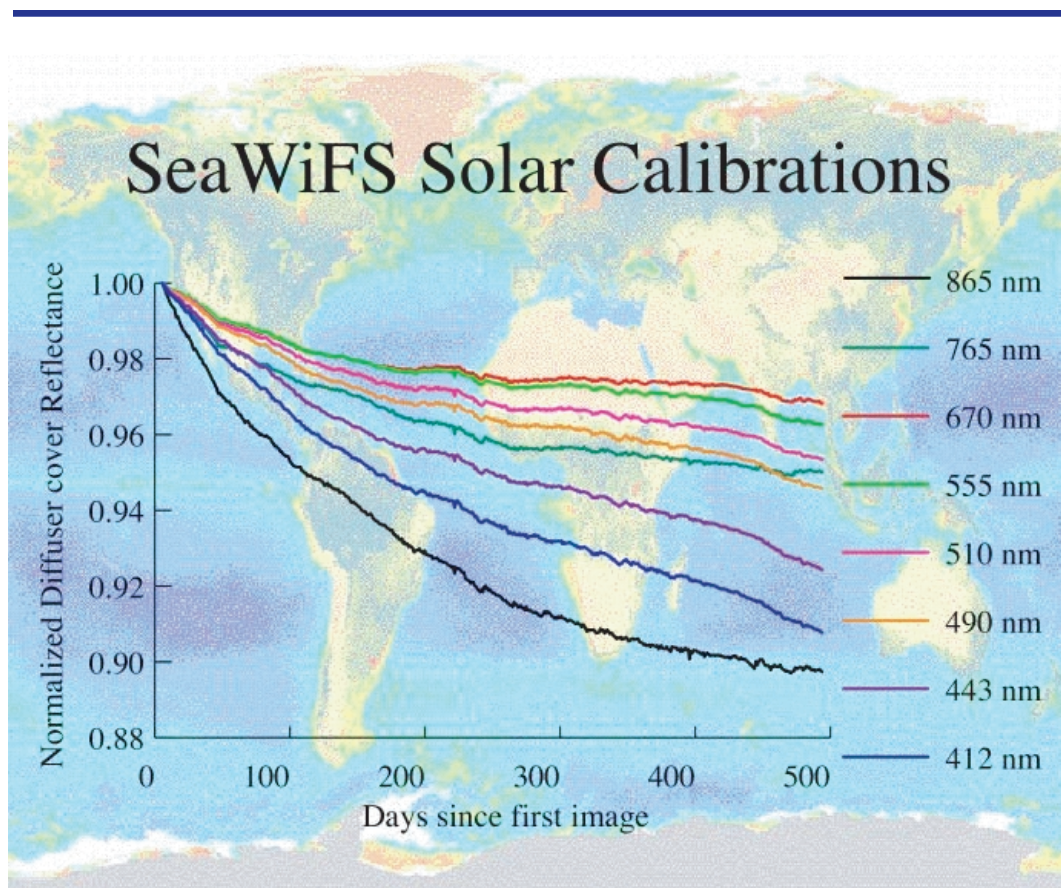 SeaWiFS Solar Calibrations
Normalized Diffuser cover Reflectance
1.00
0.98
0.96
0.94
0.92
0.90
0.88
0
100
200
300
400
500
Days since first image
865 nm
765 nm
670 nm
555 nm
510 nm
490 nm
443 nm
412 nm